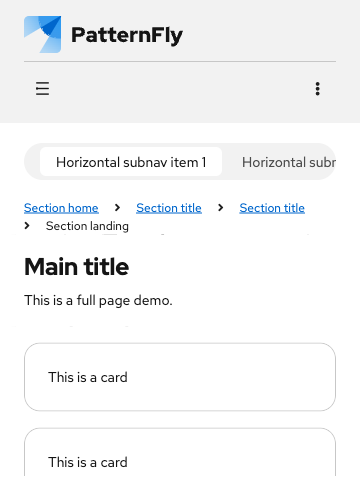 PatternFly
Horizontal subnav item 1 Horizontal subr
Section home Section title Section title
Section landing
Main title
This is a full page demo.
This is a card
This is a card